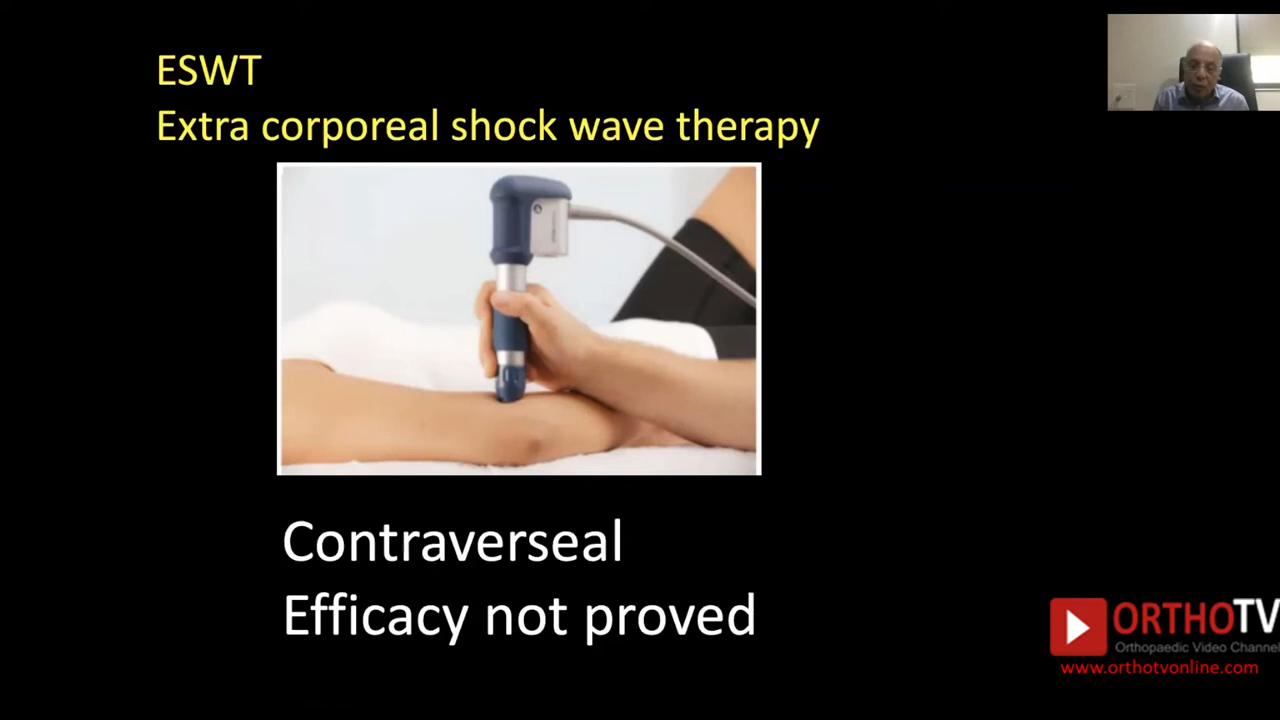 ESWT
Extra corporeal shock wave therapy
Contraverseal
Efficacy not proved
ORTHOTV
Orthopaedic Video Channel
www.orthotvonline.com